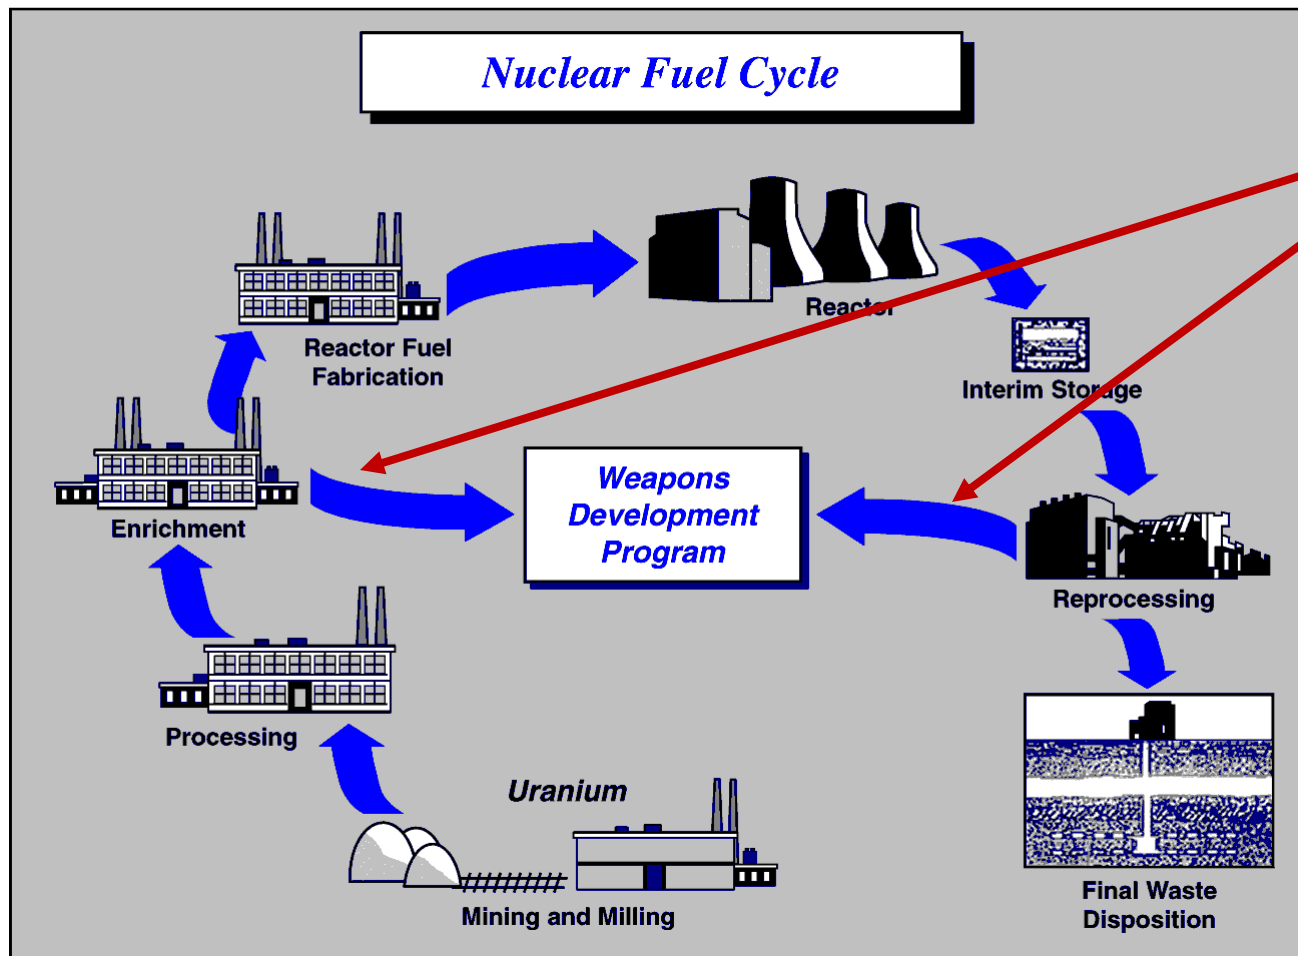 Nuclear Fuel Cycle
Reactor
Reactor Fuel
Fabrication
Interim Storage
Weapons
Development
Program
Enrichment
Reprocessing
Processing
Uranium
Mining and Milling
Final Waste
Disposition